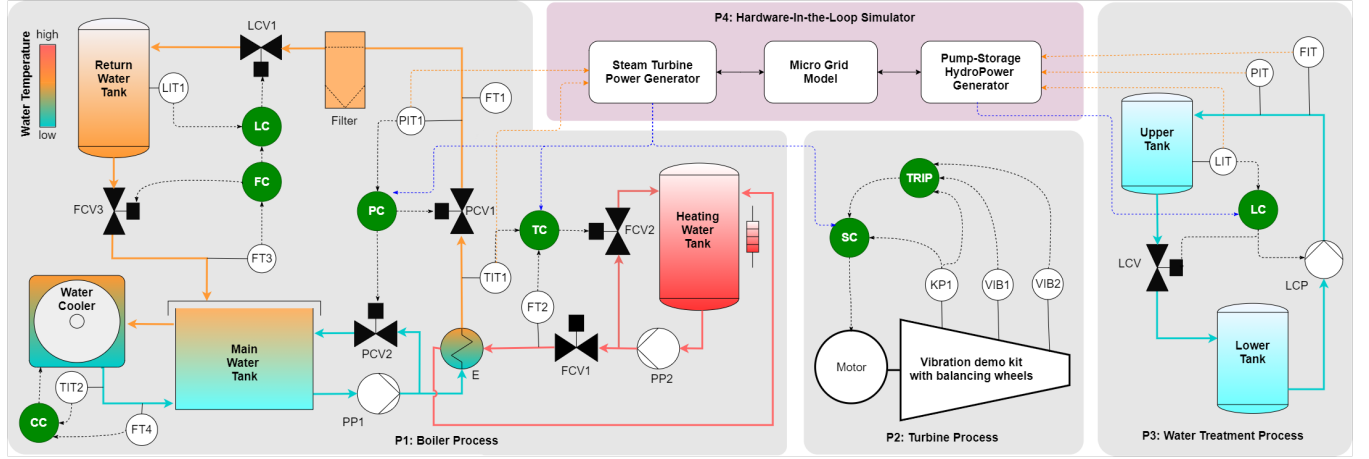 Water Temperature
high
low
Return
Water
Tank
LCV1
LIT1
LC
FC
FCV3
FT3
Filter
PIT1
FT1
PC
PCV1
TIT1
PCV2
Water
Cooler
TIT2
CC
FT4
Main
Water
Tank
PP1
E
TC
FT2
FCV2
FCV1
PP2
Heating
Water
Tank
P1: Boiler Process
P4: Hardware-In-the-Loop Simulator
Steam Turbine
Power Generator
Micro Grid
Model
Pump-Storage
HydroPower
Generator
TRIP
SC
KP1
VIB1
VIB2
Motor
Vibration demo kit
with balancing wheels
P2: Turbine Process
FIT
PIT
Upper
Tank
LIT
LC
LCV
LCP
Lower
Tank
P3: Water Treatment Process